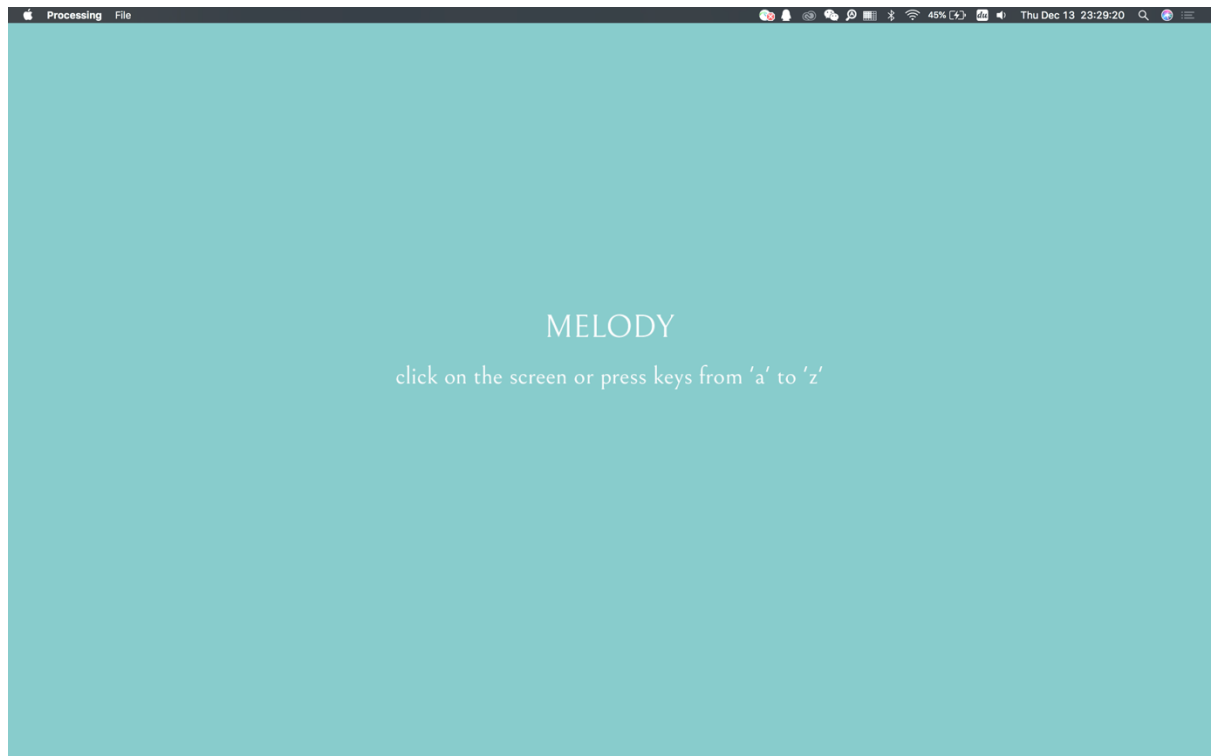 Processing File 45% du Thu Dec 13 23:29:20
MELODY
click on the screen or press keys from ‘a’ to ‘z’